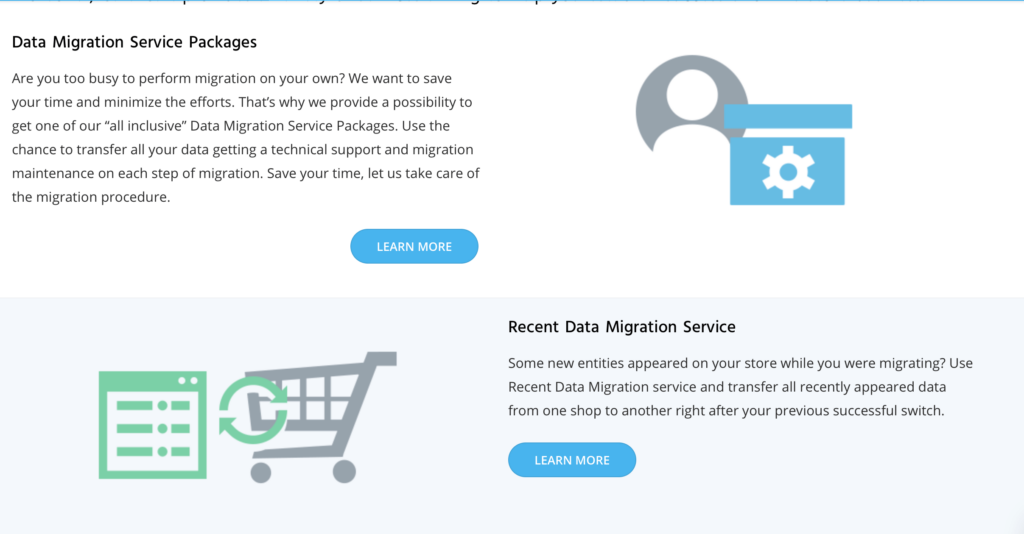 Data Migration Service Packages
Are you too busy to perform migration on your own? We want to save
your time and minimize the efforts. That’s why we provide a possibility to
get one of our “all inclusive” Data Migration Service Packages. Use the
chance to transfer all your data getting a technical support and migration
maintenance on each step of migration. Save your time, let us take care of
the migration procedure.
LEARN MORE
Recent Data Migration Service
Some new entities appeared on your store while you were migrating? Use
Recent Data Migration service and transfer all recently appeared data
from one shop to another right after your previous successful switch.
LEARN MORE